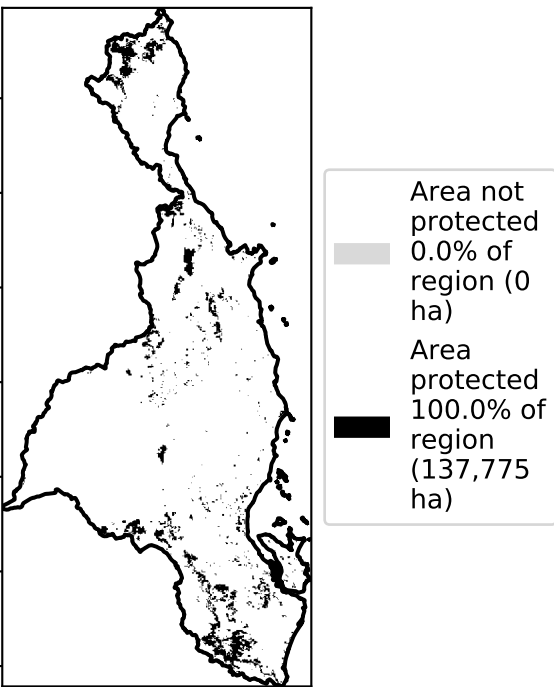 Area not
protected
0.0% of
region (0
ha)
Area
protected
100.0% of
region
(137,775
ha)